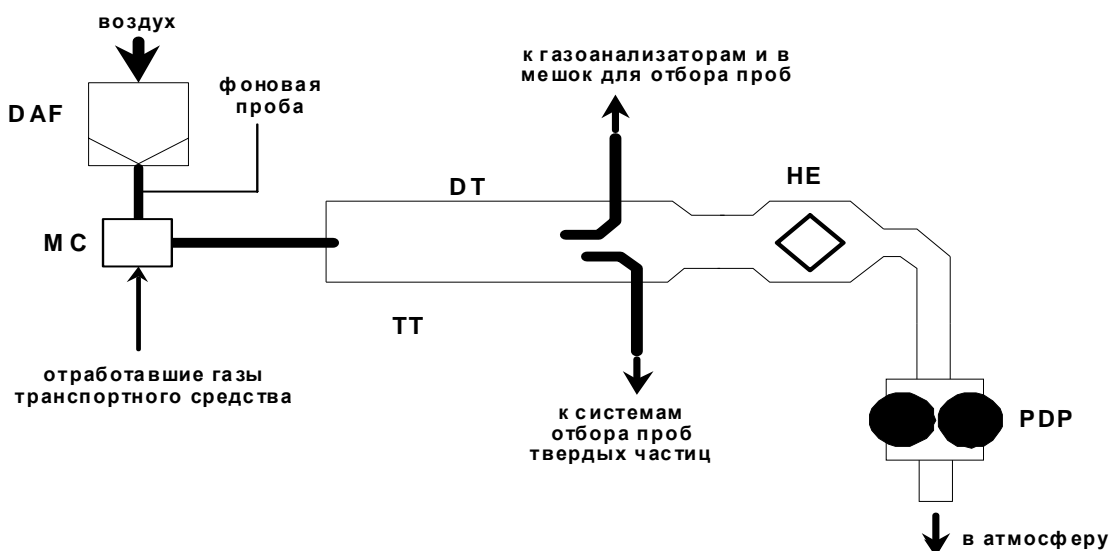 воздух
к газоанализаторам и в
мешок для отбора проб
фоновая
проба
DAF
DT
HE
MC
TT
отработавшие газы
транспортного средства
к системам
отбора проб
твердых частиц
PDP
в атмосферу